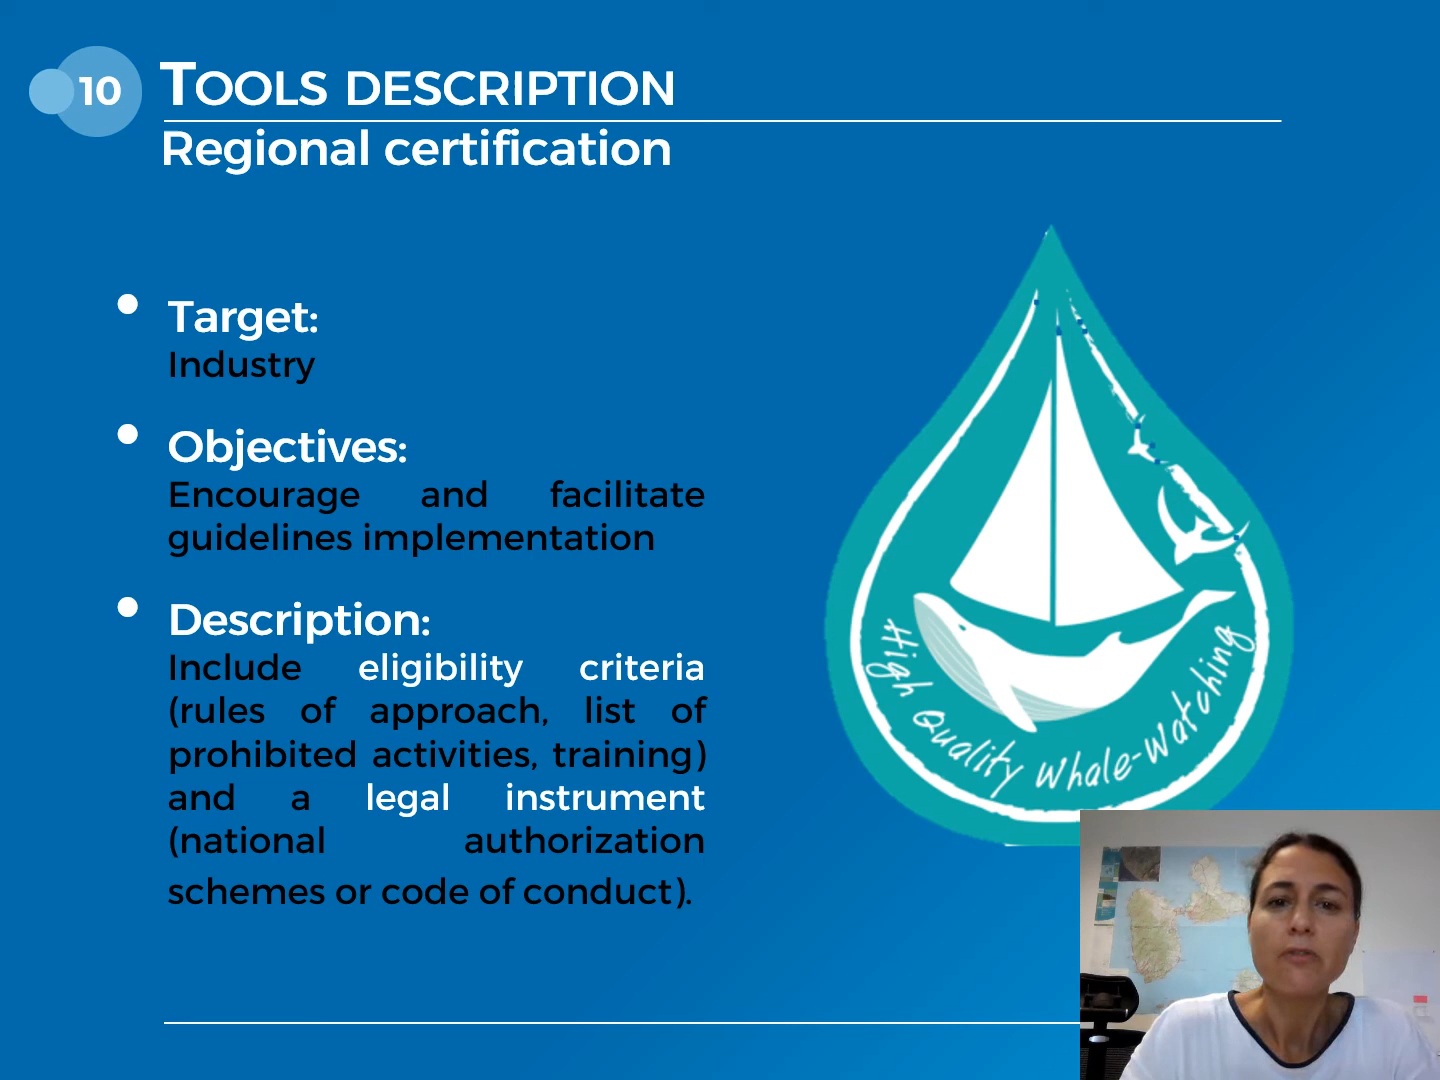 10
TOOLS DESCRIPTION
Regional certification
• Target:
Industry
• Objectives:
Encourage and facilitate
guidelines implementation
• Description:
Include eligibility criteria
(rules of approach, list of
prohibited activities, training)
and a legal instrument
(national authorization
schemes or code of conduct).
High Quality Whale-Watching